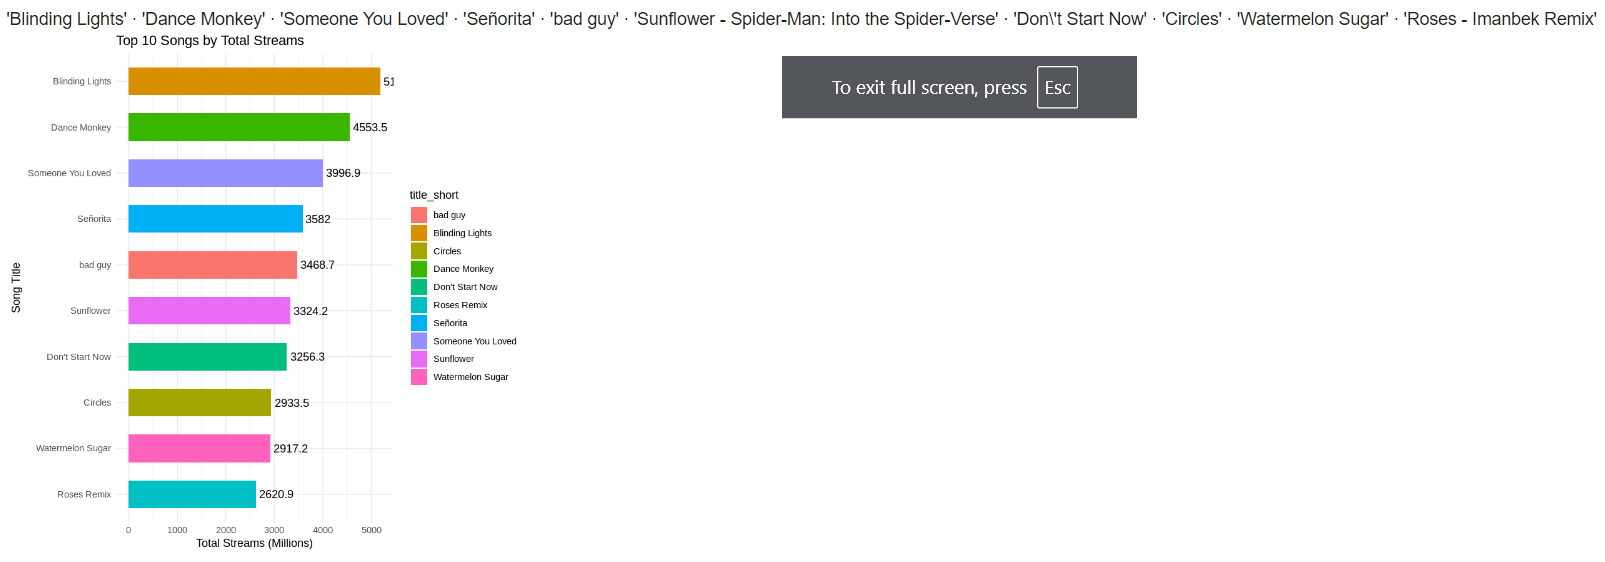 'Blinding Lights' · 'Dance Monkey' · 'Someone You Loved' · 'Señorita' · 'bad guy' · 'Sunflower - Spider-Man: Into the Spider-Verse' · 'Don\'t Start Now' · 'Circles' · 'Watermelon Sugar' · 'Roses - Imanbek Remix'
Top 10 Songs by Total Streams
To exit full screen, press Esc
Song Title
Blinding Lights 51
Dance Monkey 4553.5
Someone You Loved 3996.9
Señorita 3582
bad guy 3468.7
Sunflower 3324.2
Don't Start Now 3256.3
Circles 2933.5
Watermelon Sugar 2917.2
Roses Remix 2620.9
0 1000 2000 3000 4000 5000
Total Streams (Millions)
title_short
bad guy
Blinding Lights
Circles
Dance Monkey
Don't Start Now
Roses Remix
Señorita
Someone You Loved
Sunflower
Watermelon Sugar